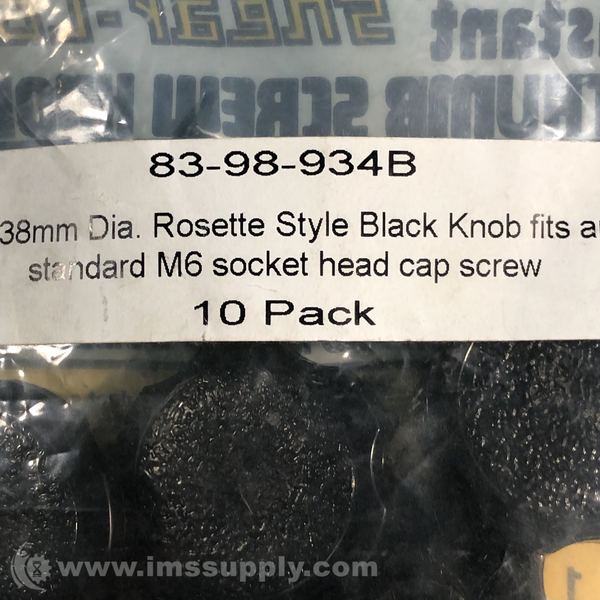 83-98-934B
38mm Dia. Rosette Style Black Knob fits a
standard M6 socket head cap screw
10 Pack
www.imssupply.com
1